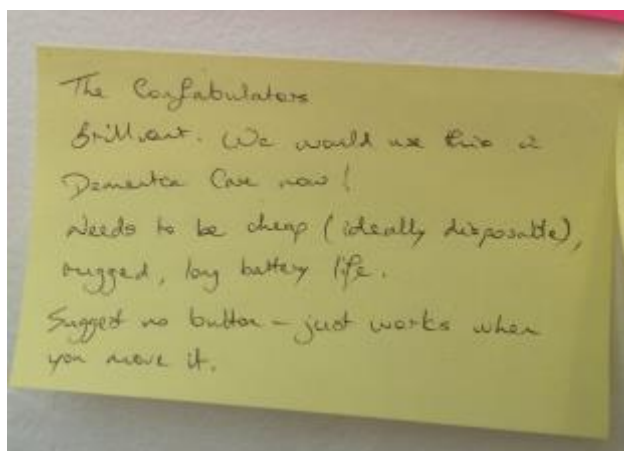 The Confabulators
Brilliant. We would use this in
Dementia Care now!
Needs to be cheap (ideally disposable),
rugged, long battery life.
Suggest no button - just works when
you move it.